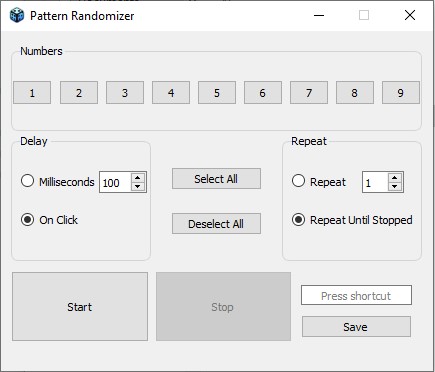 Pattern Randomizer
Numbers
1 2 3 4 5 6 7 8 9
Delay
Milliseconds 100
On Click
Select All
Deselect All
Repeat
Repeat 1
Repeat Until Stopped
Start
Stop
Press shortcut
Save